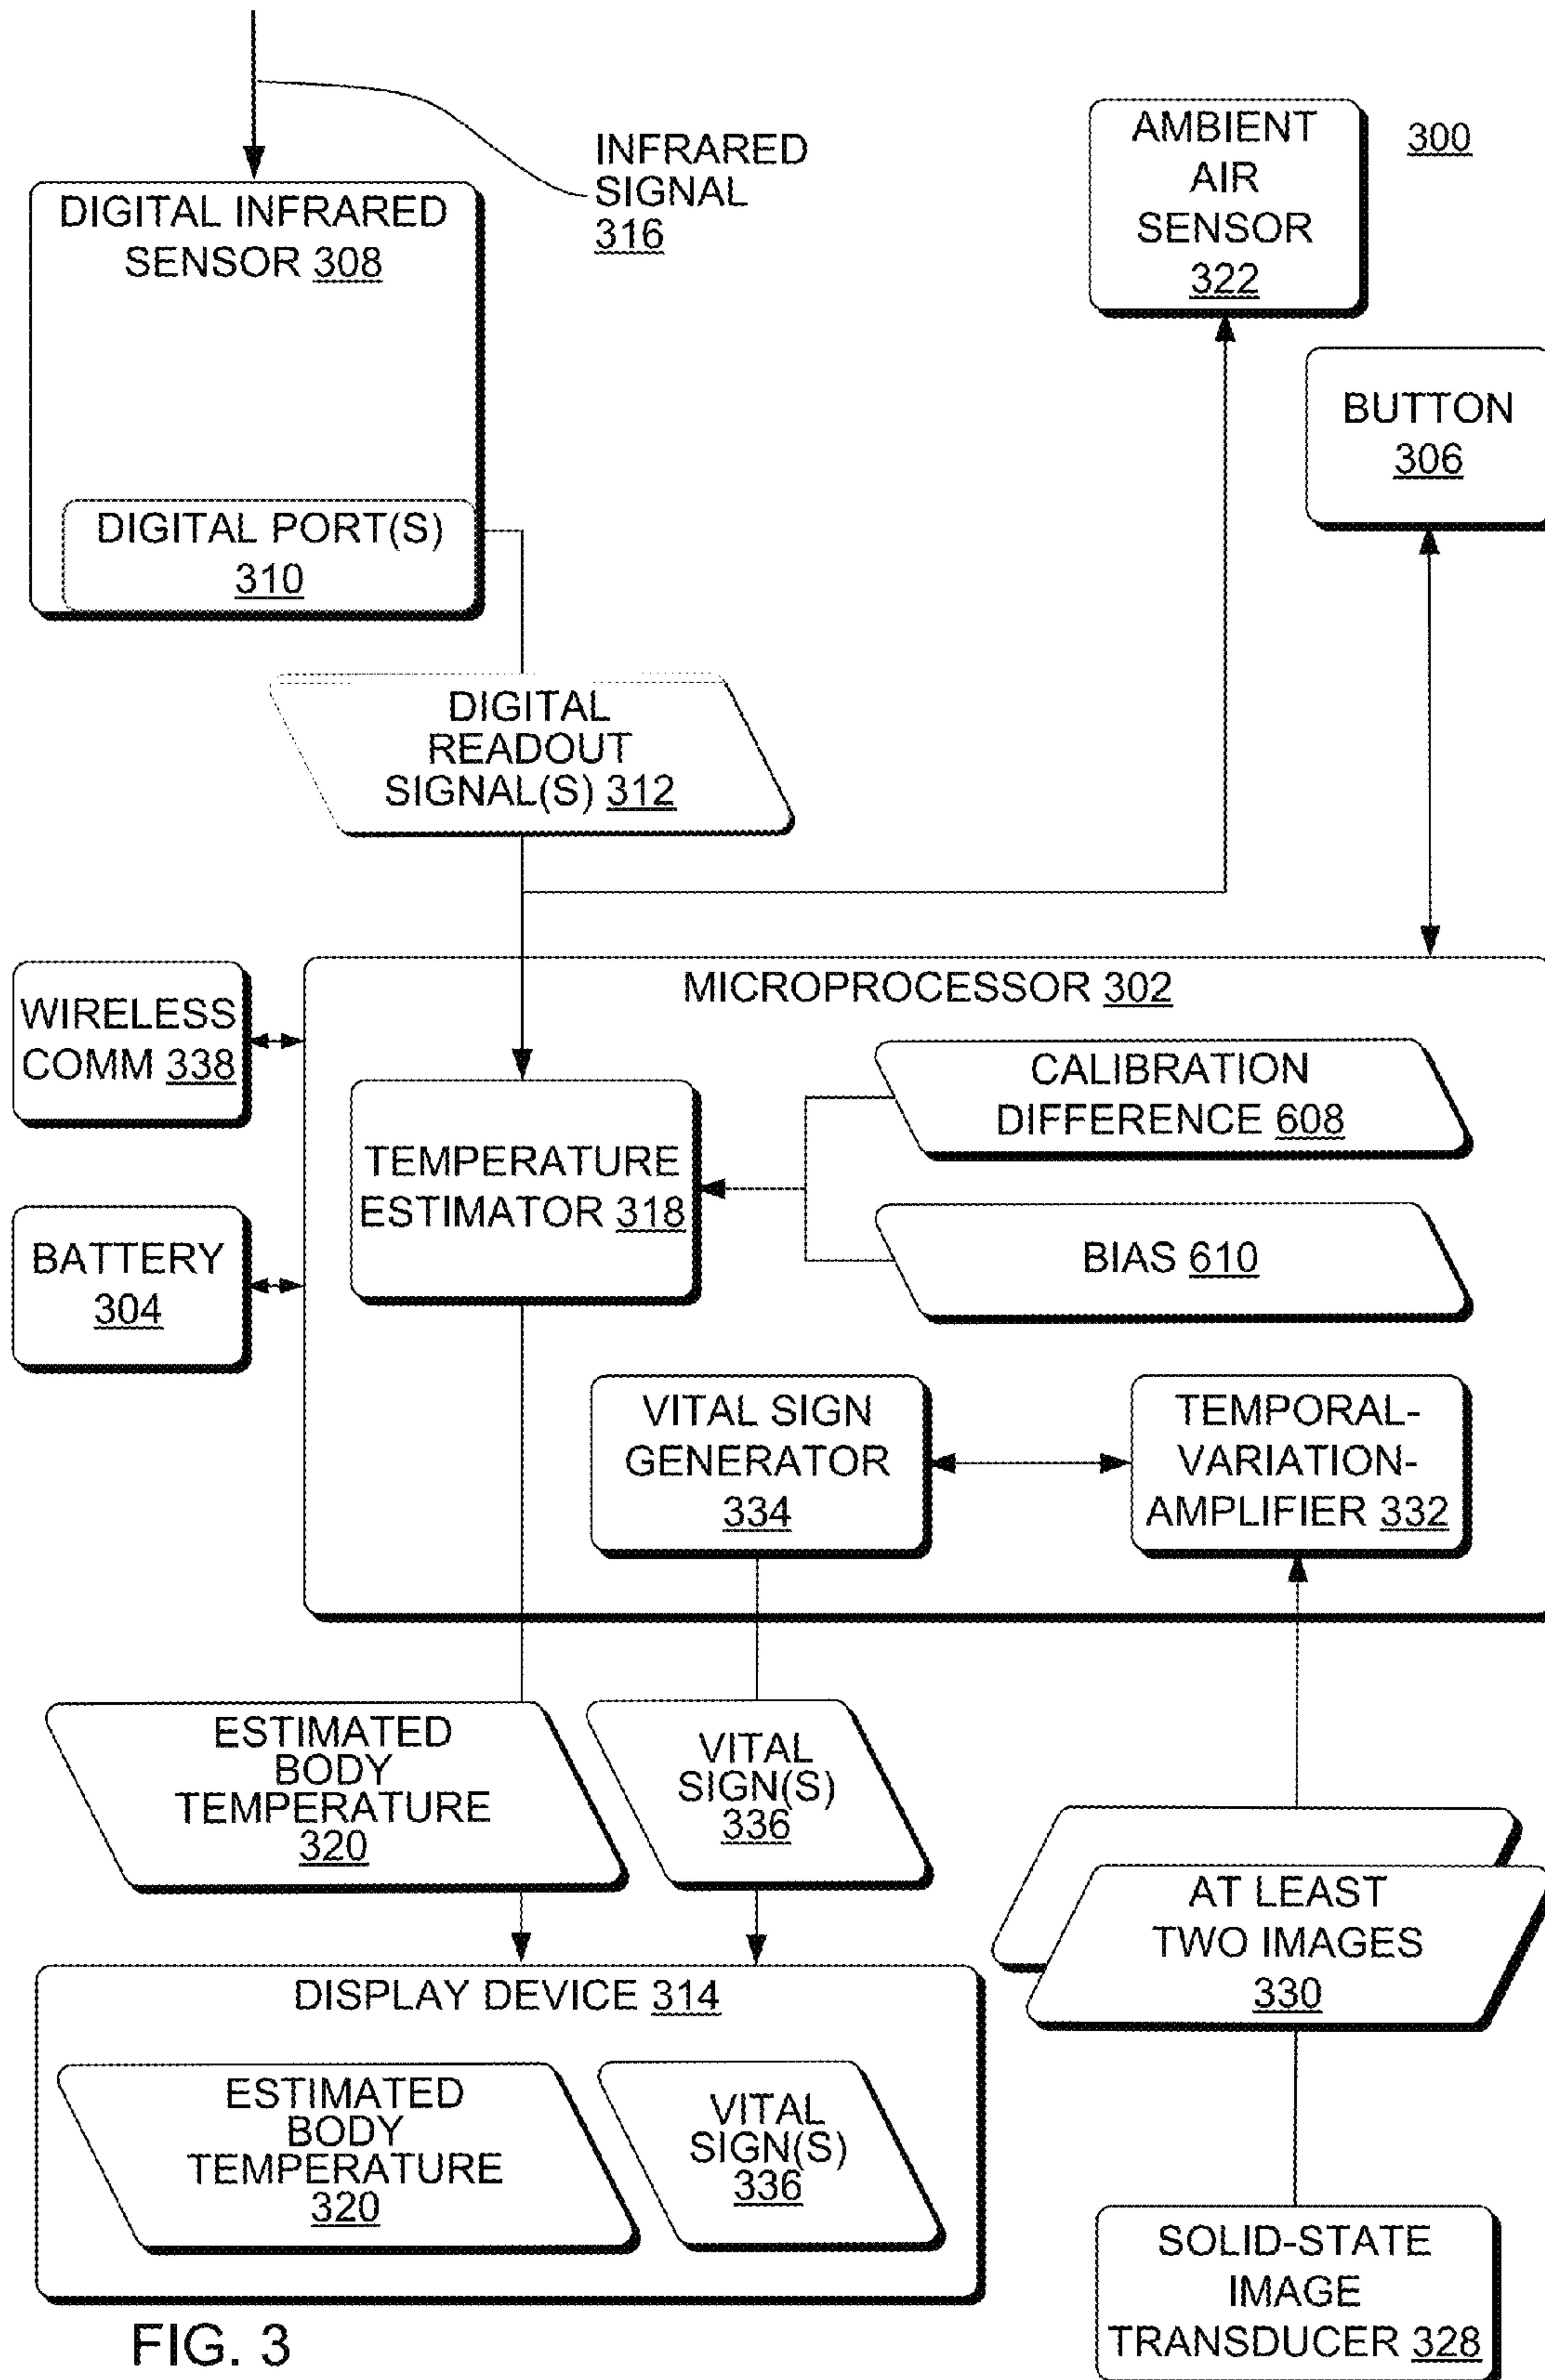 INFRARED
SIGNAL
316
AMBIENT
AIR
SENSOR
322
300
DIGITAL INFRARED
SENSOR 308
BUTTON
306
DIGITAL PORT(S)
310
DIGITAL
READOUT
SIGNAL(S) 312
MICROPROCESSOR 302
WIRELESS
COMM 338
CALIBRATION
DIFFERENCE 608
TEMPERATURE
ESTIMATOR 318
BATTERY
304
BIAS 610
VITAL SIGN
GENERATOR
334
TEMPORAL-
VARIATION-
AMPLIFIER 332
ESTIMATED
BODY
TEMPERATURE
320
VITAL
SIGN(S)
336
AT LEAST
TWO IMAGES
330
DISPLAY DEVICE 314
ESTIMATED
BODY
TEMPERATURE
320
VITAL
SIGN(S)
336
SOLID-STATE
IMAGE
TRANSDUCER 328
FIG. 3